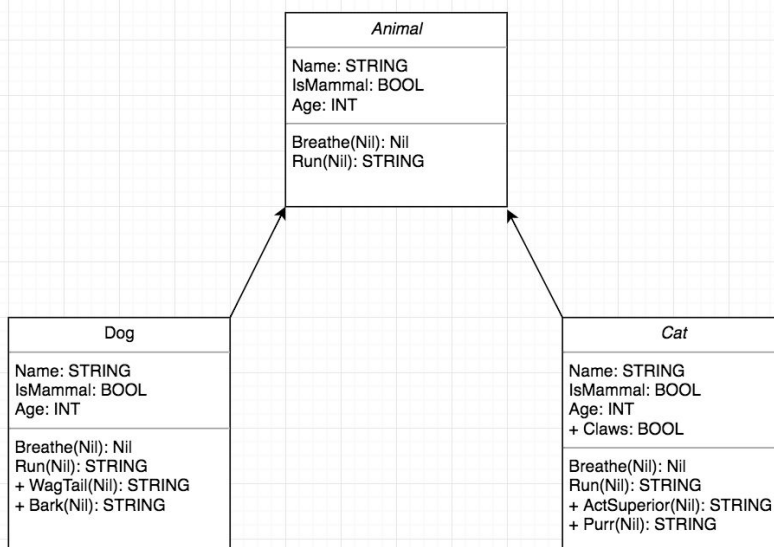 Animal
Name: STRING
IsMammal: BOOL
Age: INT
Breathe(Nil): Nil
Run(Nil): STRING
Dog
Name: STRING
IsMammal: BOOL
Age: INT
Breathe(Nil): Nil
Run(Nil): STRING
+ WagTail(Nil): STRING
+ Bark(Nil): STRING
Cat
Name: STRING
IsMammal: BOOL
Age: INT
+ Claws: BOOL
Breathe(Nil): Nil
Run(Nil): STRING
+ ActSuperior(Nil): STRING
+ Purr(Nil): STRING